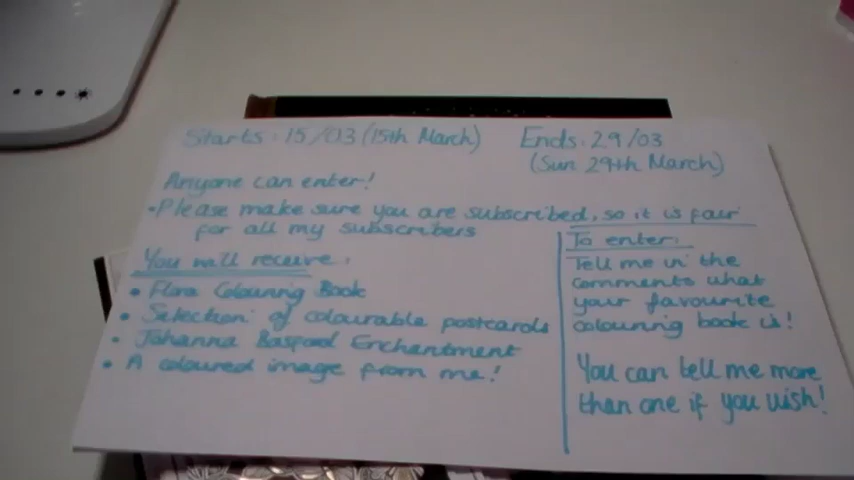 Starts: 15/03 (15th March)
Ends: 29/03
(Sun 29th March)
Anyone can enter!
• Please make sure you are subscribed, so it is fair
for all my subscribers
You will receive:
• Flora Colouring Book
• Selection of colourable postcards
• Johanna Basford Enchantment
• A coloured image from me!
To enter:
Tell me in the
comments what
your favourite
colouring book is!
You can tell me more
than one if you wish!